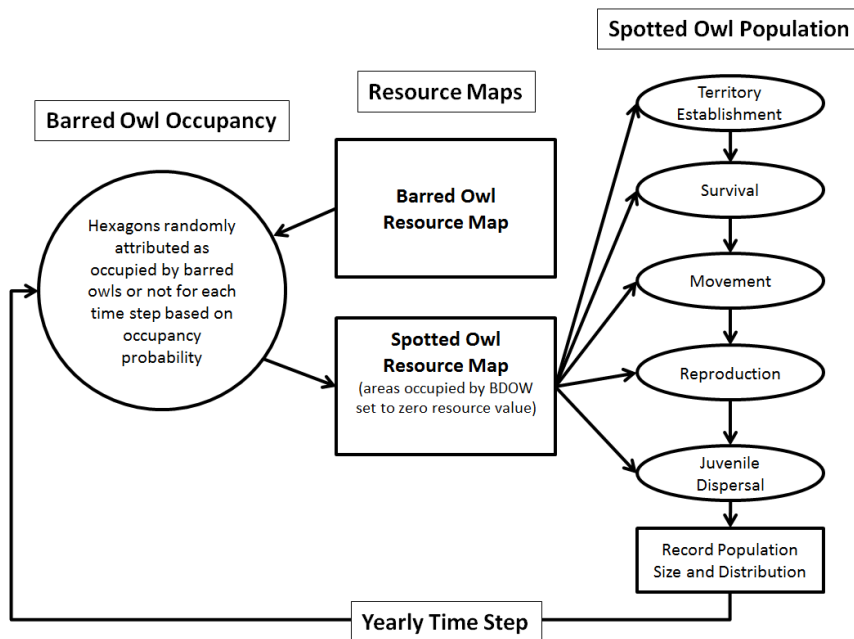 Spotted Owl Population
Barred Owl Occupancy
Resource Maps
Hexagons randomly
attributed as
occupied by barred
owls or not for each
time step based on
occupancy
probability
Barred Owl
Resource Map
Spotted Owl
Resource Map
(areas occupied by BDOW
set to zero resource value)
Territory
Establishment
Survival
Movement
Reproduction
Juvenile
Dispersal
Record Population
Size and Distribution
Yearly Time Step